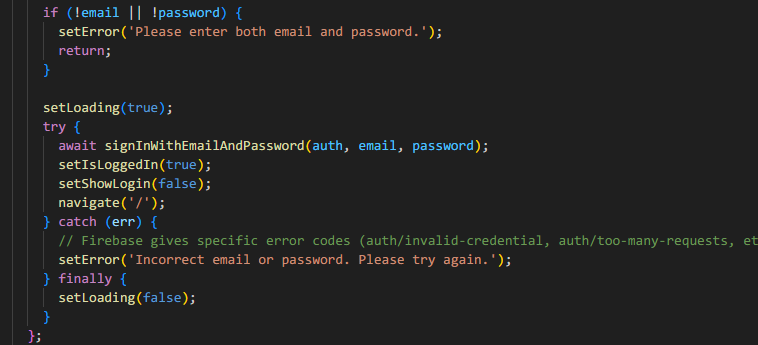 if (!email || !password) {
setError('Please enter both email and password.');
return;
}
setLoading(true);
try {
await signInWithEmailAndPassword(auth, email, password);
setIsLoggedIn(true);
setShowLogin(false);
navigate('/');
} catch (err) {
// Firebase gives specific error codes (auth/invalid-credential, auth/too-many-requests, et
setError('Incorrect email or password. Please try again.');
} finally {
setLoading(false);
}
};